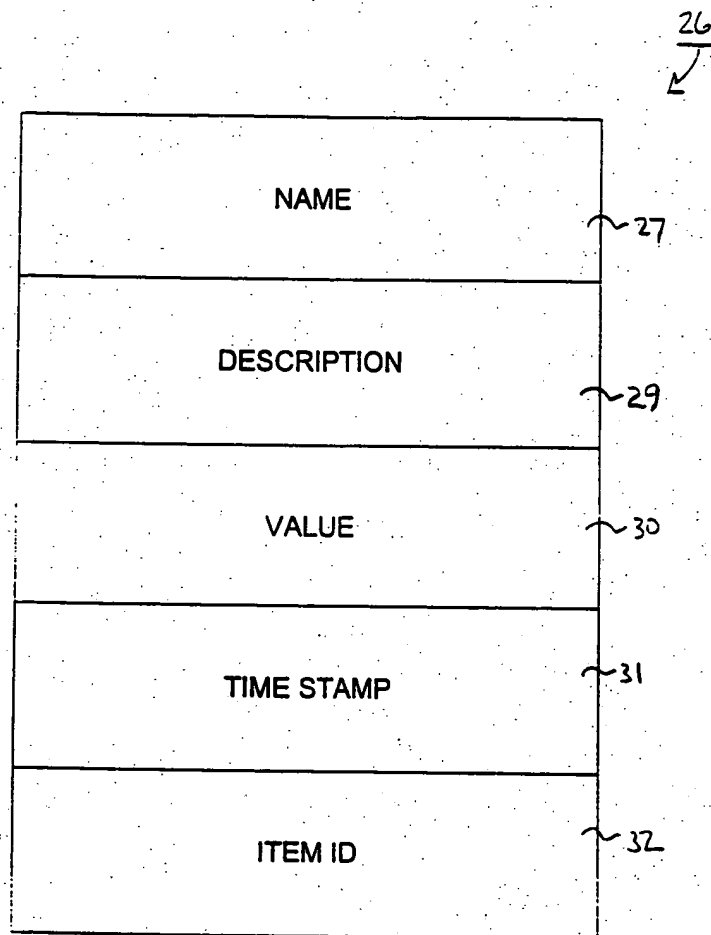 26
NAME
27
DESCRIPTION
29
VALUE
30
TIME STAMP
31
ITEM ID
32